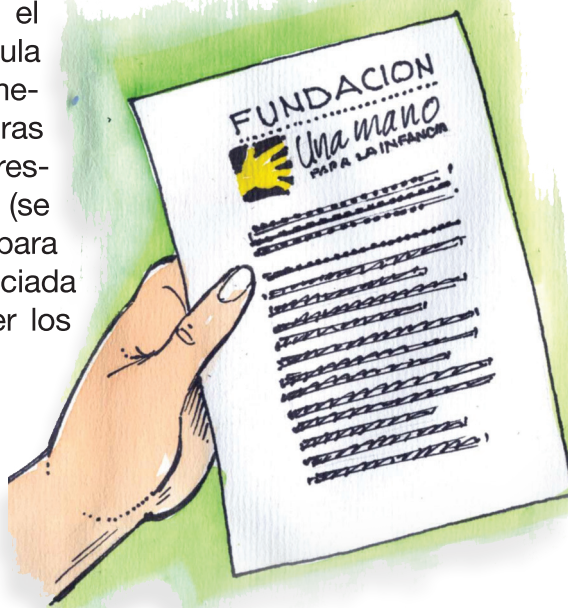 el
ula
ne-
ras
res-
(se
para
ciada
er los
FUNDACION
Una mano
PARA LA INFANCIA